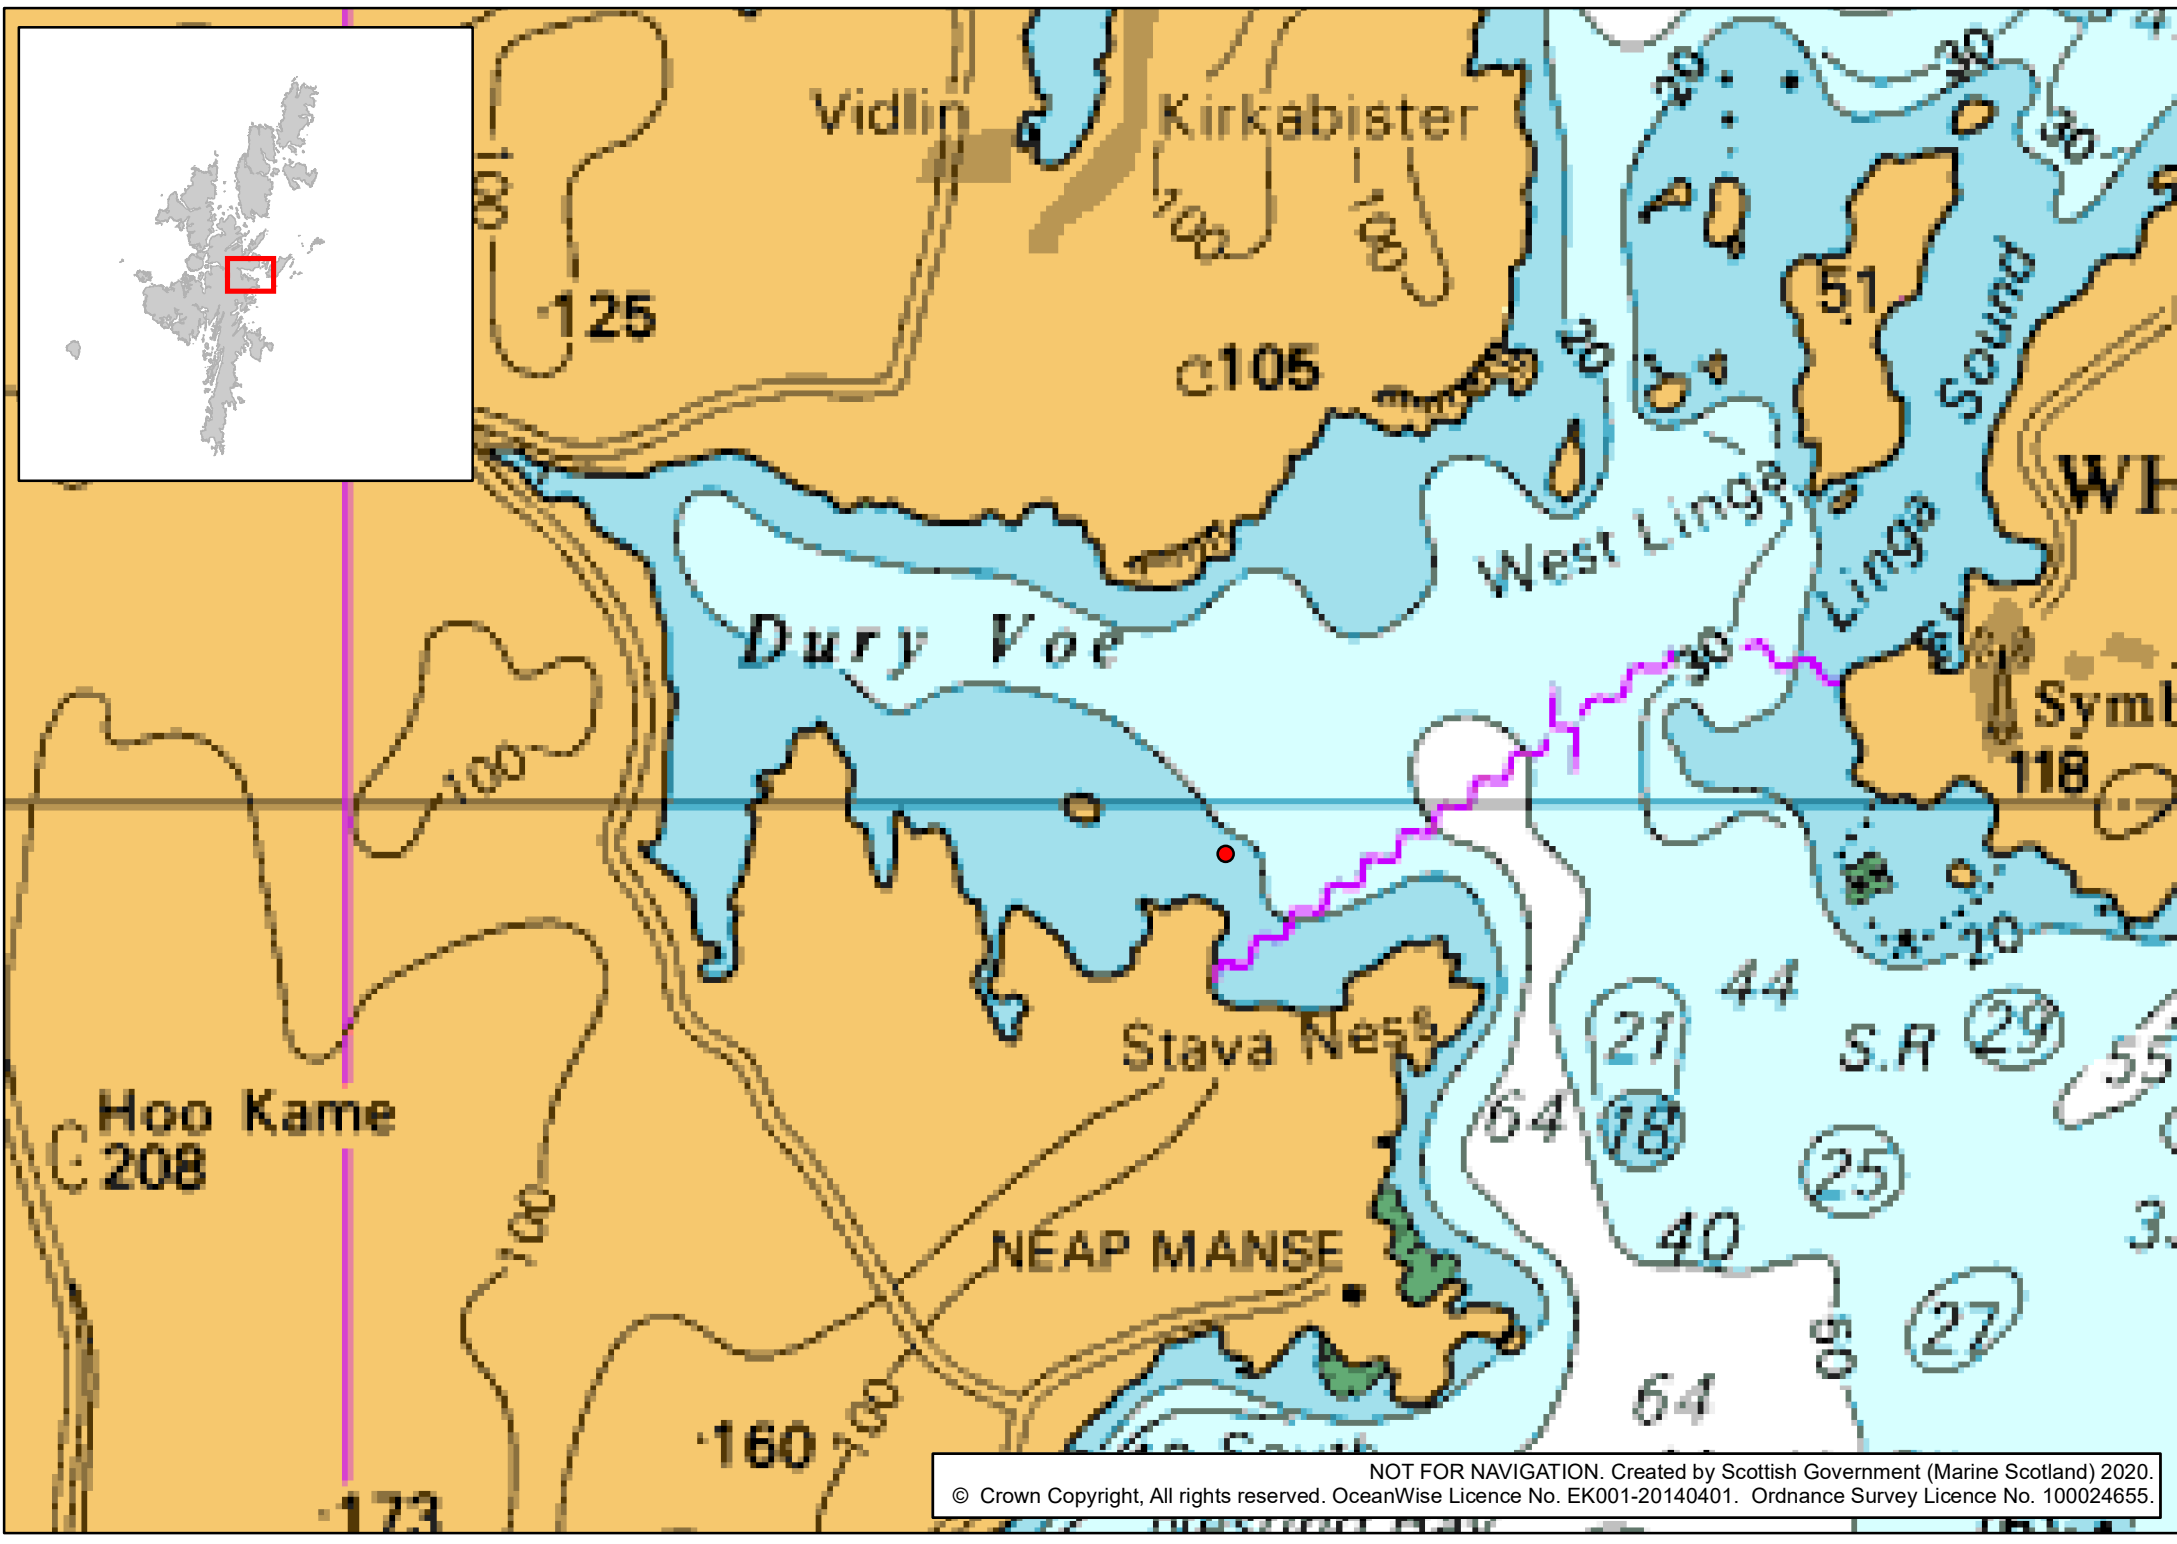 Vidlin
Kirkabister
20
30
30
100
100
100
125
105
20
51
Sound
WH
West Linga
Linga
Dury Voe
30
19
Symb
118
100
20
44
Stava Ness
21
S.R
29
55
64
18
Hoo Kame
208
25
100
40
NEAP MANSE
27
50
64
160
100
173
NOT FOR NAVIGATION. Created by Scottish Government (Marine Scotland) 2020.
© Crown Copyright, All rights reserved. OceanWise Licence No. EK001-20140401. Ordnance Survey Licence No. 100024655.